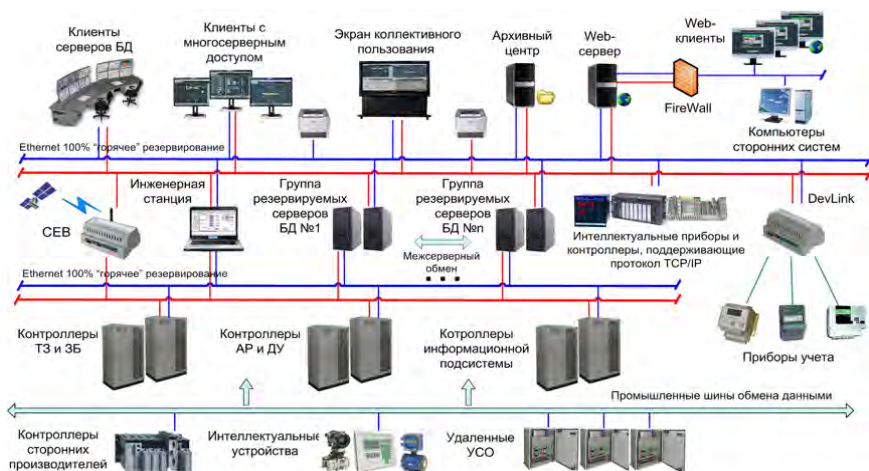 Клиенты
серверов БД
Клиенты с
многосерверным
доступом
Экран коллективного
пользования
Архивный
центр
Web-
сервер
Web-
клиенты
FireWall
Компьютеры
сторонних систем
Ethernet 100% “горячее” резервирование
СЕВ
Инженерная
станция
Группа
резервируемых
серверов
БД №1
Группа
резервируемых
серверов
БД №n
Межсерверный
обмен
Интеллектуальные приборы и
контроллеры, поддерживающие
протокол TCP/IP
DevLink
Ethernet 100% “горячее” резервирование
Контроллеры
ТЗ и ЗБ
Контроллеры
АР и ДУ
Котроллеры
информационной
подсистемы
Приборы учета
Промышленные шины обмена данными
Контроллеры
сторонних
производителей
Интеллектуальные
устройства
Удаленные
УСО